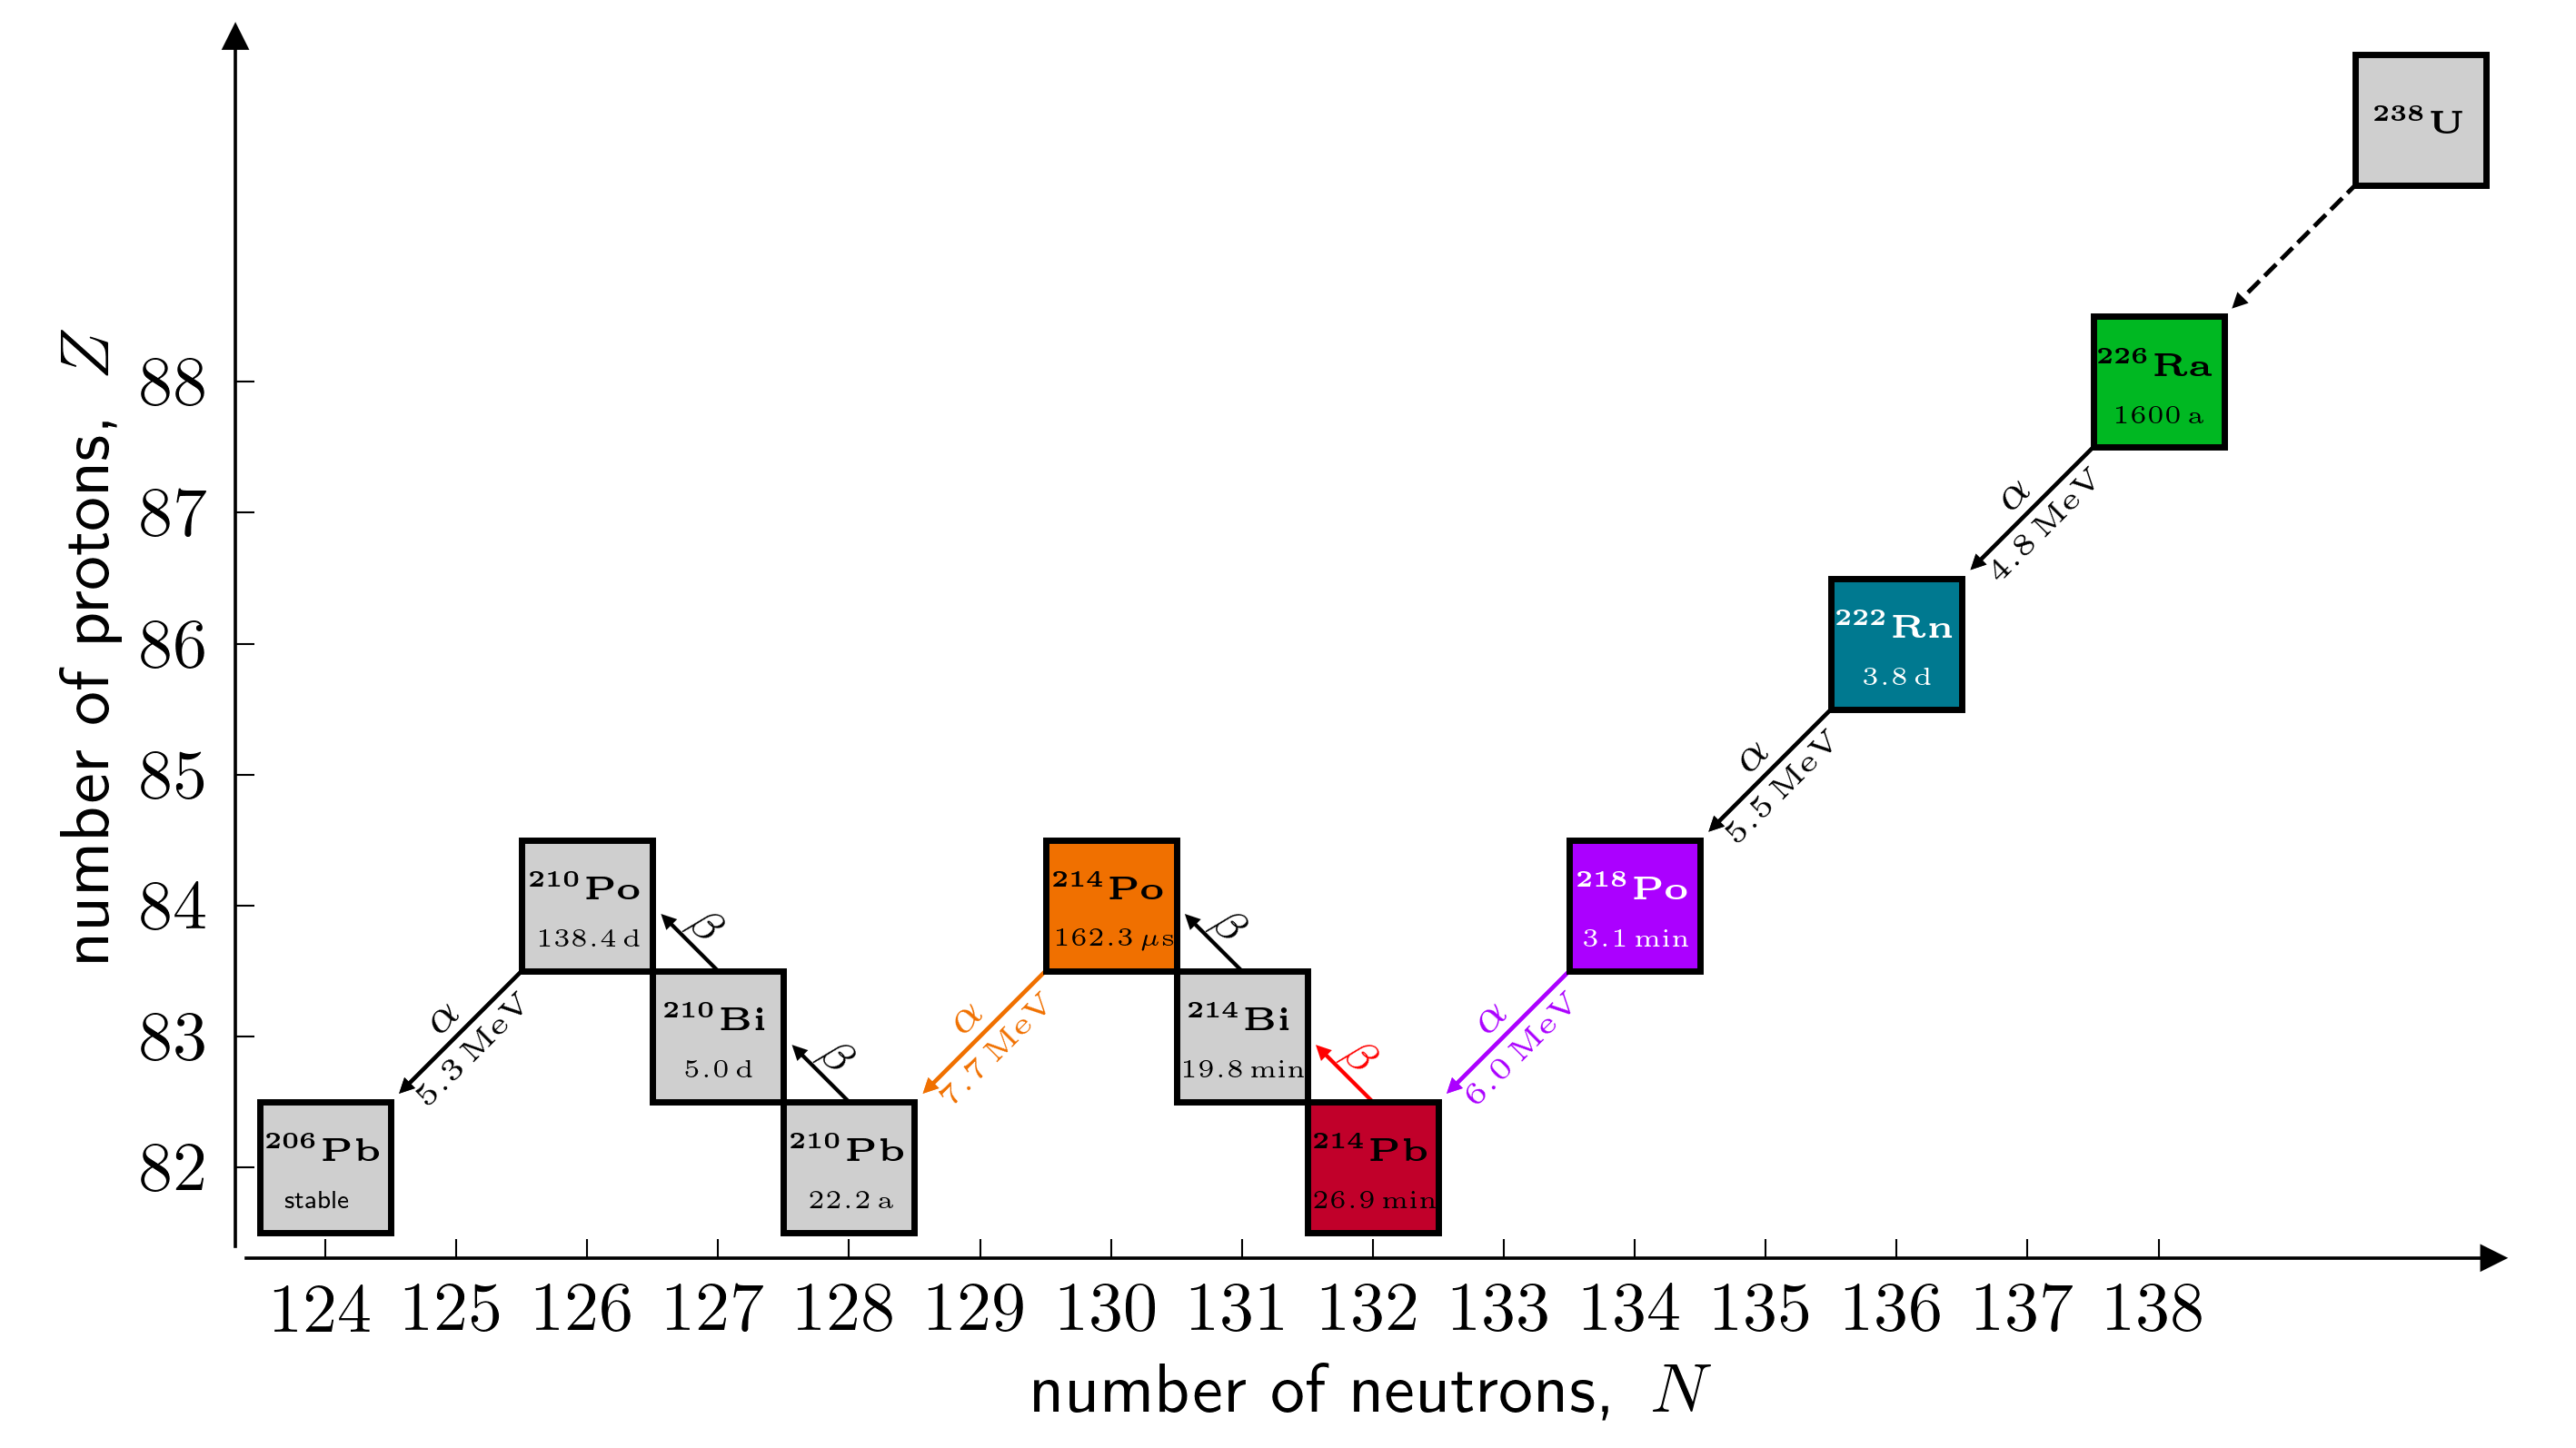 ²³⁸U
²²⁶Ra
1600 a
α
4.8 MeV
²²²Rn
3.8 d
α
5.5 MeV
²¹⁰Po
138.4 d
β
²¹⁴Po
162.3 μs
β
²¹⁸Po
3.1 min
α
5.3 MeV
²¹⁰Bi
5.0 d
β
α
7.7 MeV
²¹⁴Bi
19.8 min
β
α
6.0 MeV
²⁰⁶Pb
stable
²¹⁰Pb
22.2 a
²¹⁴Pb
26.9 min
number of protons, Z
88
87
86
85
84
83
82
124 125 126 127 128 129 130 131 132 133 134 135 136 137 138
number of neutrons, N